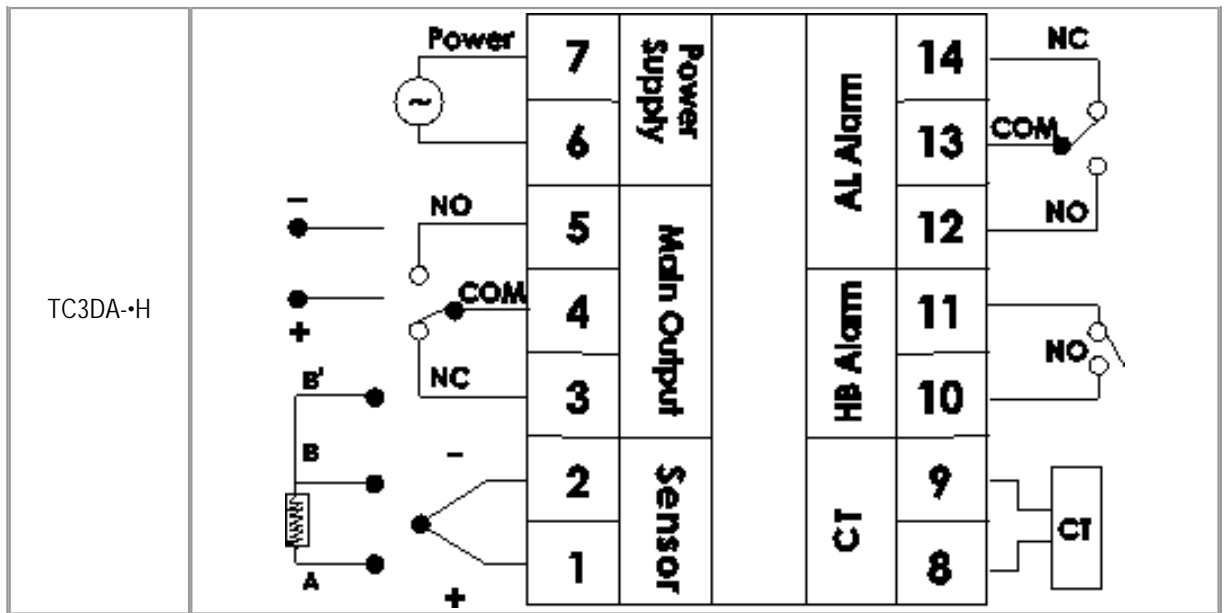 TC3DA-•H
Power
~
7
Power Supply
6
−
NO
5
Main Output
+
COM
4
B'
NC
3
B
−
2
Sensor
A
+
1
14
NC
AL Alarm
13
COM
12
NO
HB Alarm
11
NO
10
CT
9
CT
8